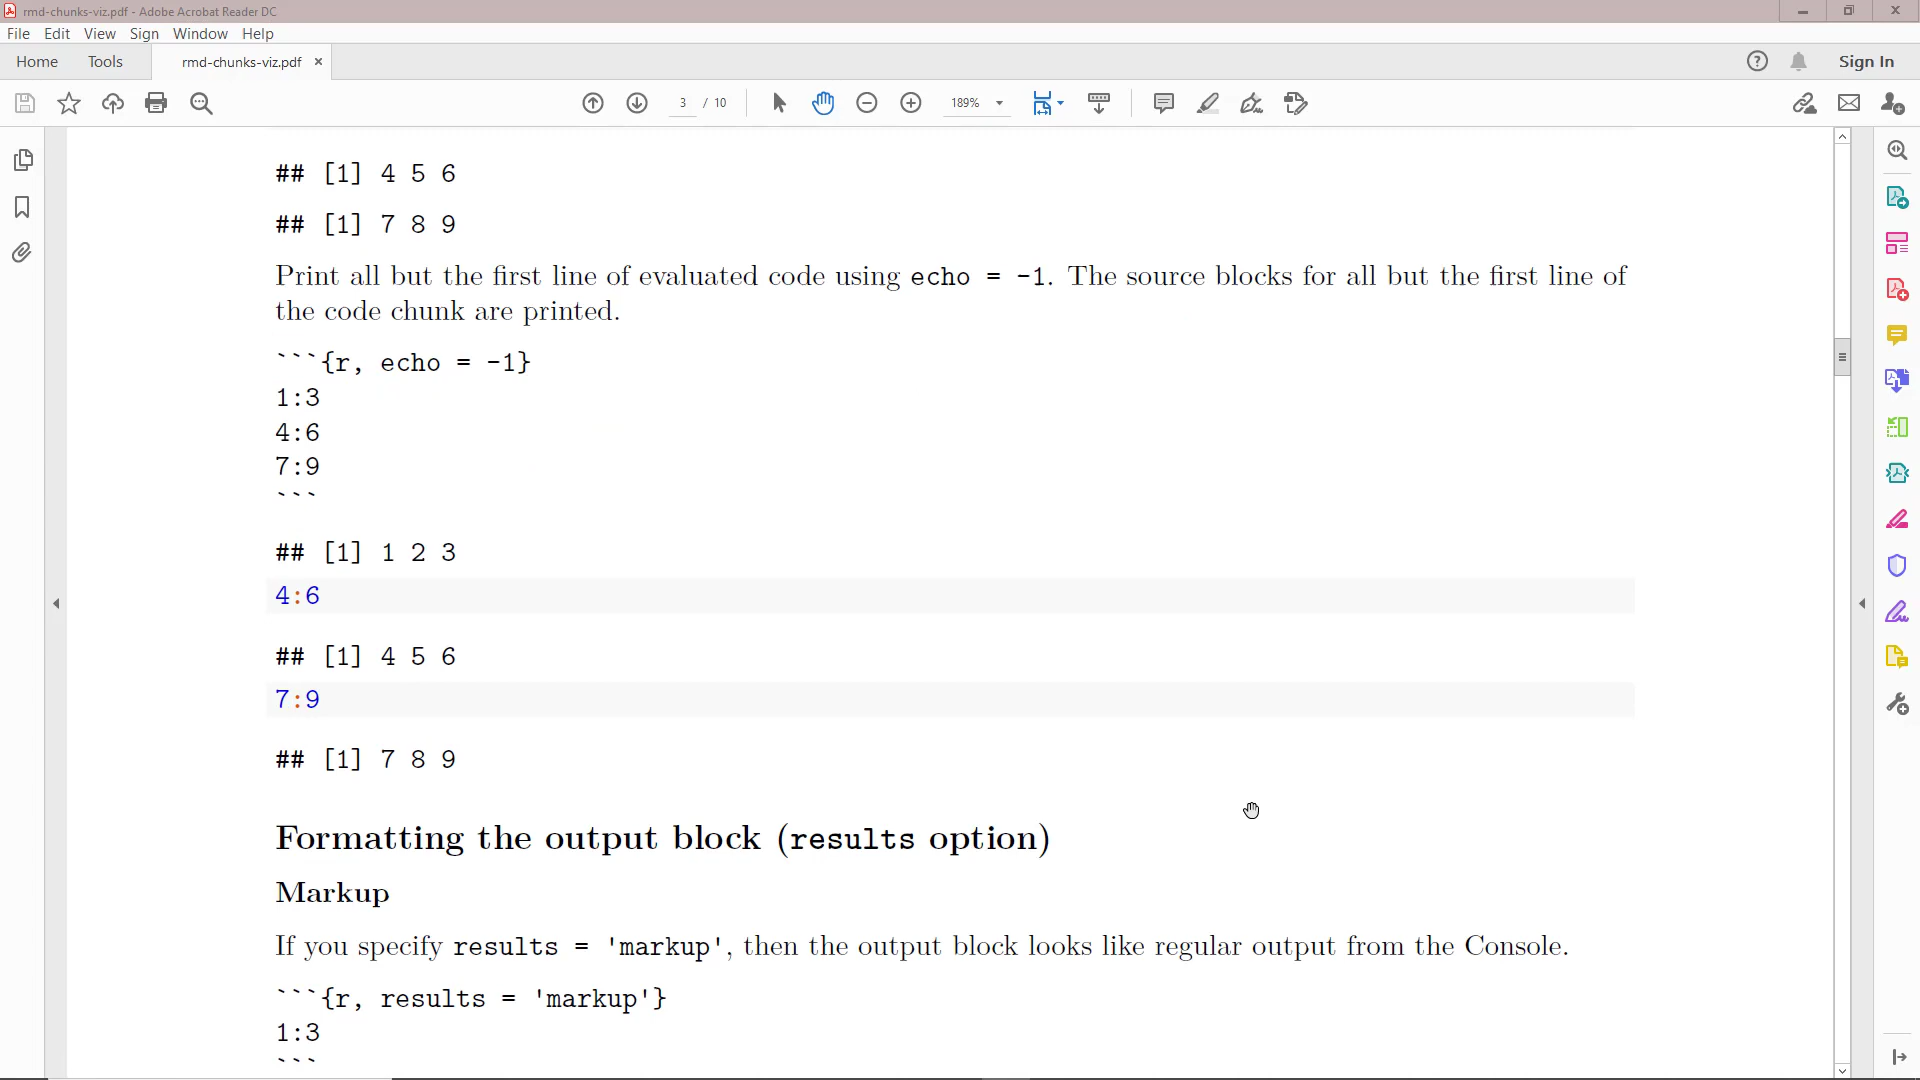 rmd-chunks-viz.pdf - Adobe Acrobat Reader DC
File Edit View Sign Window Help
Home Tools rmd-chunks-viz.pdf × Sign In
3 / 10 189%
## [1] 4 5 6
## [1] 7 8 9
Print all but the first line of evaluated code using echo = -1. The source blocks for all but the first line of
the code chunk are printed.
```{r, echo = -1}
1:3
4:6
7:9
```
## [1] 1 2 3
4:6
## [1] 4 5 6
7:9
## [1] 7 8 9
Formatting the output block (results option)
Markup
If you specify results = 'markup', then the output block looks like regular output from the Console.
```{r, results = 'markup'}
1:3
```